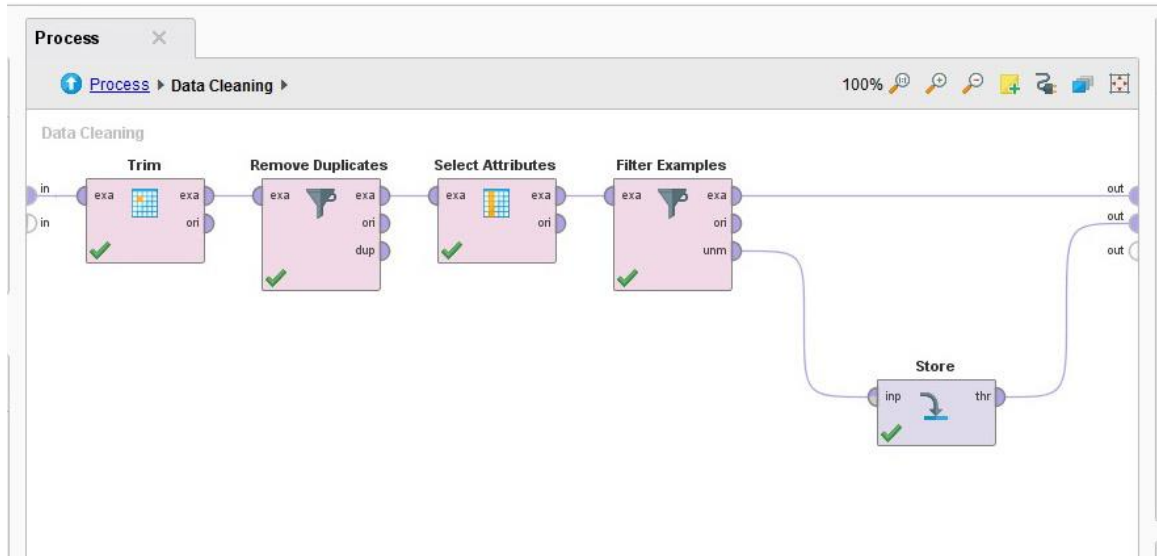 Process
Process Data Cleaning
100%
Data Cleaning
Trim
Remove Duplicates
Select Attributes
Filter Examples
in
in
exa exa
ori
exa exa
ori
dup
exa exa
ori
exa exa
ori
unm
out
out
out
Store
inp thr